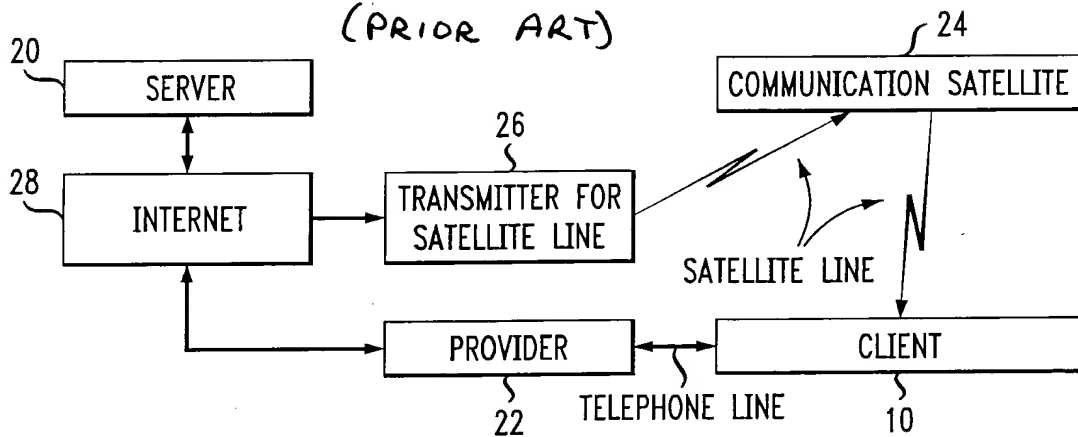 (PRIOR ART)
20
SERVER
24
COMMUNICATION SATELLITE
26
28
INTERNET
TRANSMITTER FOR
SATELLITE LINE
SATELLITE LINE
PROVIDER
CLIENT
22
TELEPHONE LINE
10